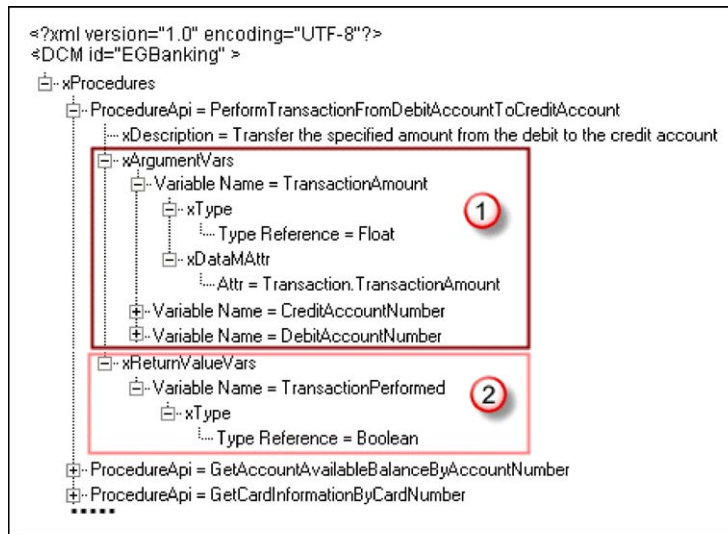 <?xml version="1.0" encoding="UTF-8"?>
<DCM id="EGBanking" >
xProcedures
ProcedureApi = PerformTransactionFromDebitAccountToCreditAccount
xDescription = Transfer the specified amount from the debit to the credit account
xArgumentVars
Variable Name = TransactionAmount
xType
1
Type Reference = Float
xDataMAttr
Attr = Transaction.TransactionAmount
Variable Name = CreditAccountNumber
Variable Name = DebitAccountNumber
xReturnValueVars
Variable Name = TransactionPerformed
2
xType
Type Reference = Boolean
ProcedureApi = GetAccountAvailableBalanceByAccountNumber
ProcedureApi = GetCardInformationByCardNumber
.....